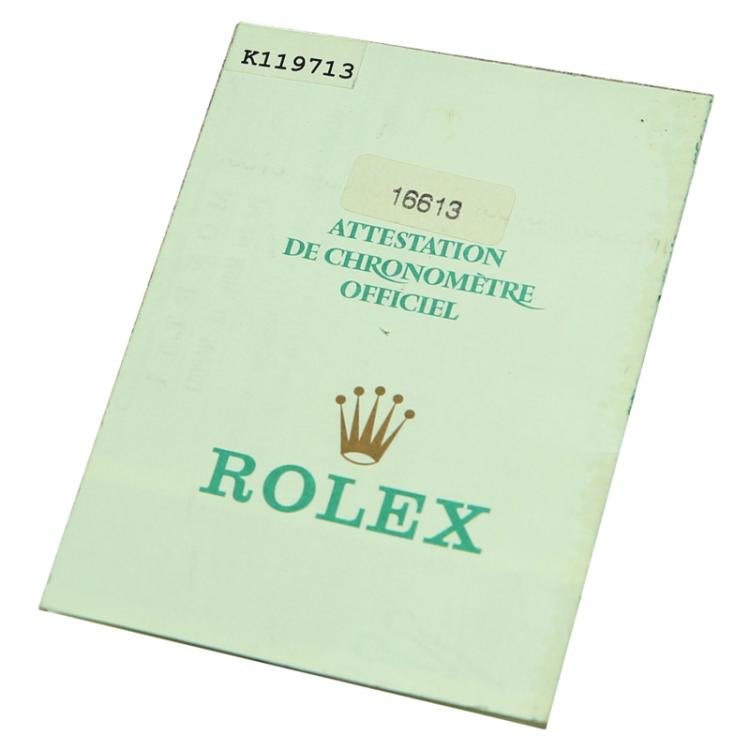 K119713
16613
ATTESTATION
DE CHRONOMÈTRE
OFFICIEL
ROLEX